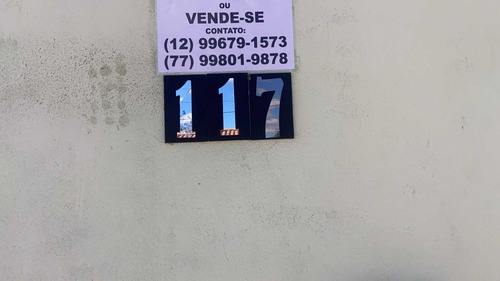 OU
VENDE-SE
CONTATO:
(12) 99679-1573
(77) 99801-9878
117